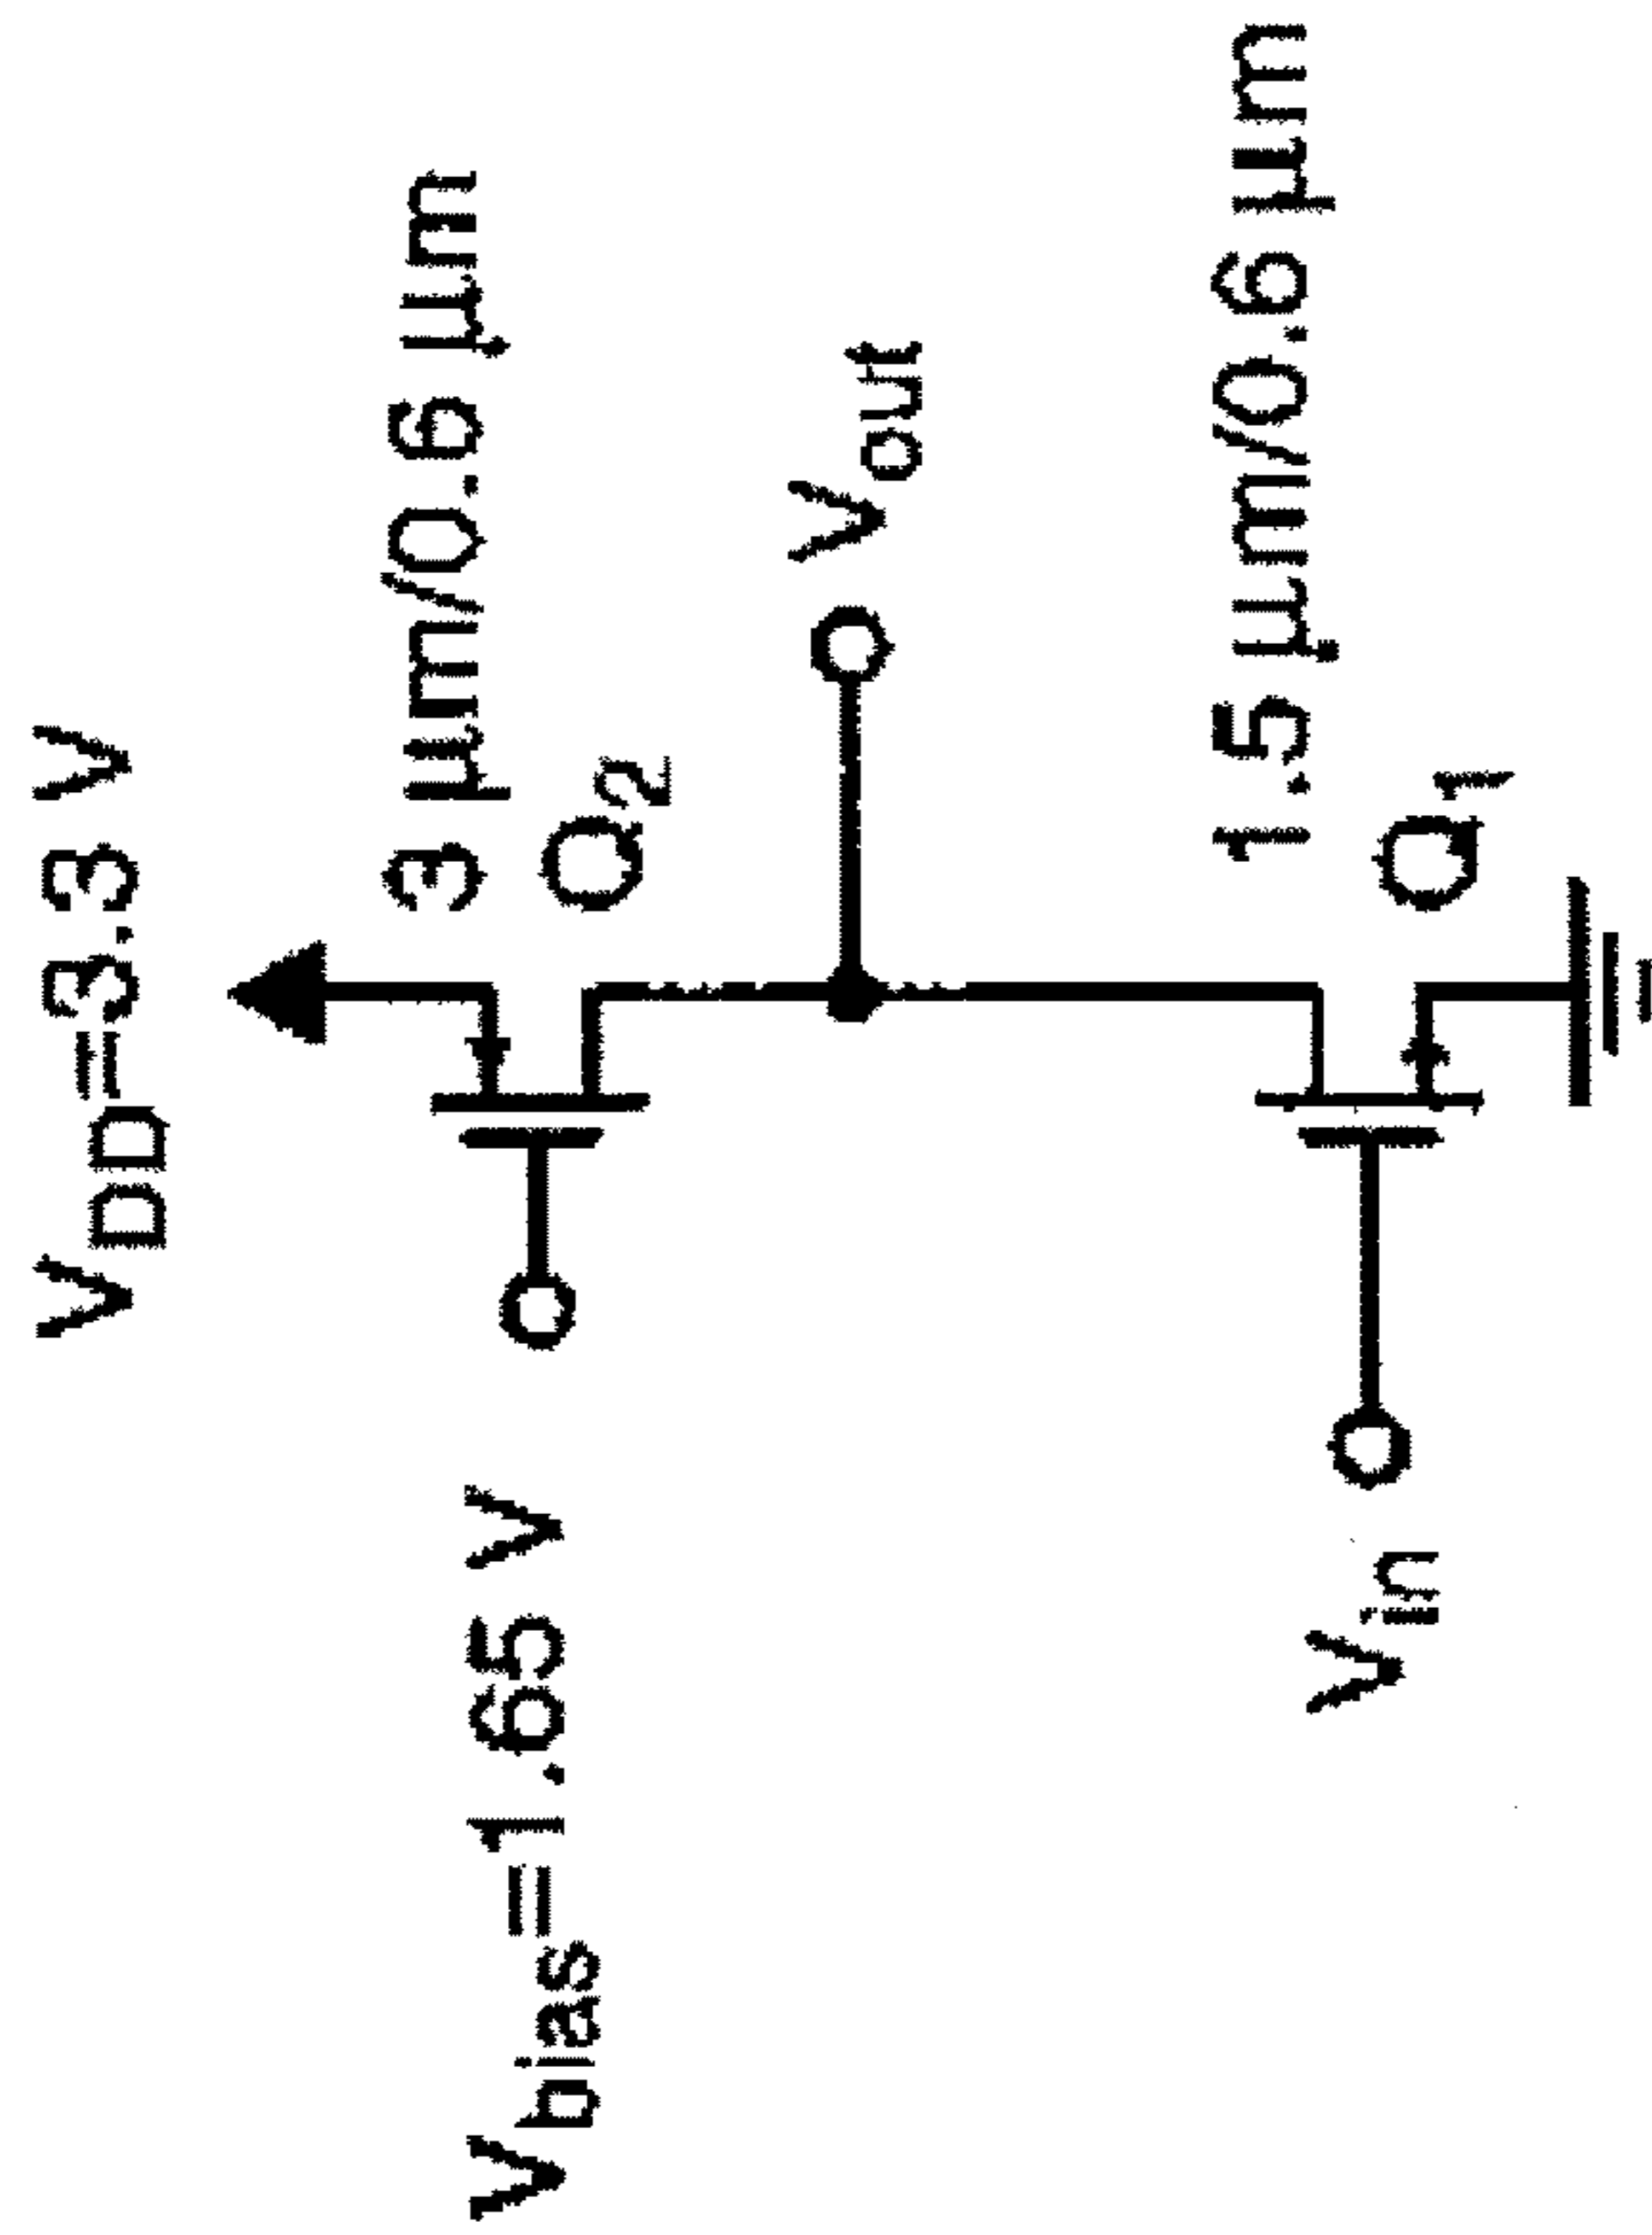 V_DD=3.3 V
3 µm/0.6 µm
Q_2
V_bias=1.65 V
V_out
1.5 µm/0.6 µm
Q_1
V_in